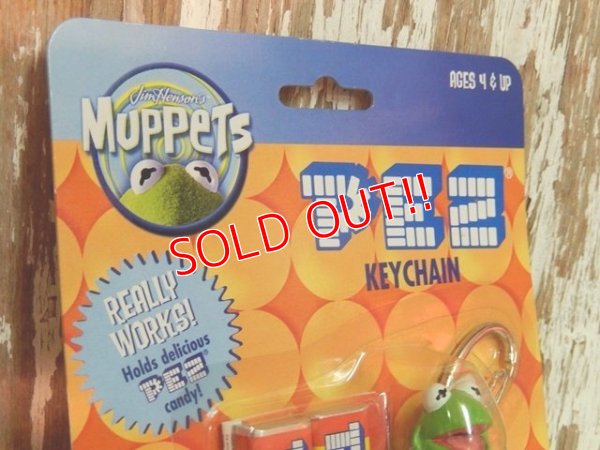 Jim Henson's
MUPPETS
AGES 4 & UP
PEZ®
KEYCHAIN
SOLD OUT!!
REALLY
WORKS!
Holds delicious
PEZ®
candy!